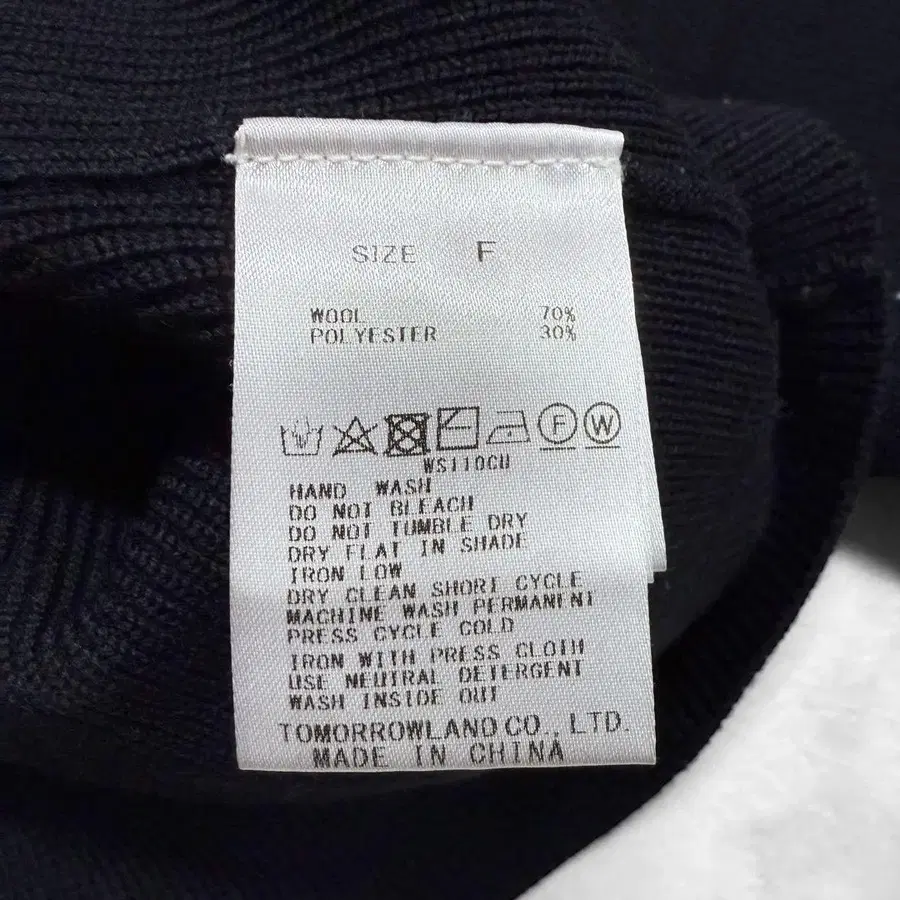 SIZE F
WOOL 70%
POLYESTER 30%
F W
WS110CU
HAND WASH
DO NOT BLEACH
DO NOT TUMBLE DRY
DRY FLAT IN SHADE
IRON LOW
DRY CLEAN SHORT CYCLE
MACHINE WASH PERMANENT
PRESS CYCLE COLD
IRON WITH PRESS CLOTH
USE NEUTRAL DETERGENT
WASH INSIDE OUT
TOMORROWLAND CO., LTD.
MADE IN CHINA